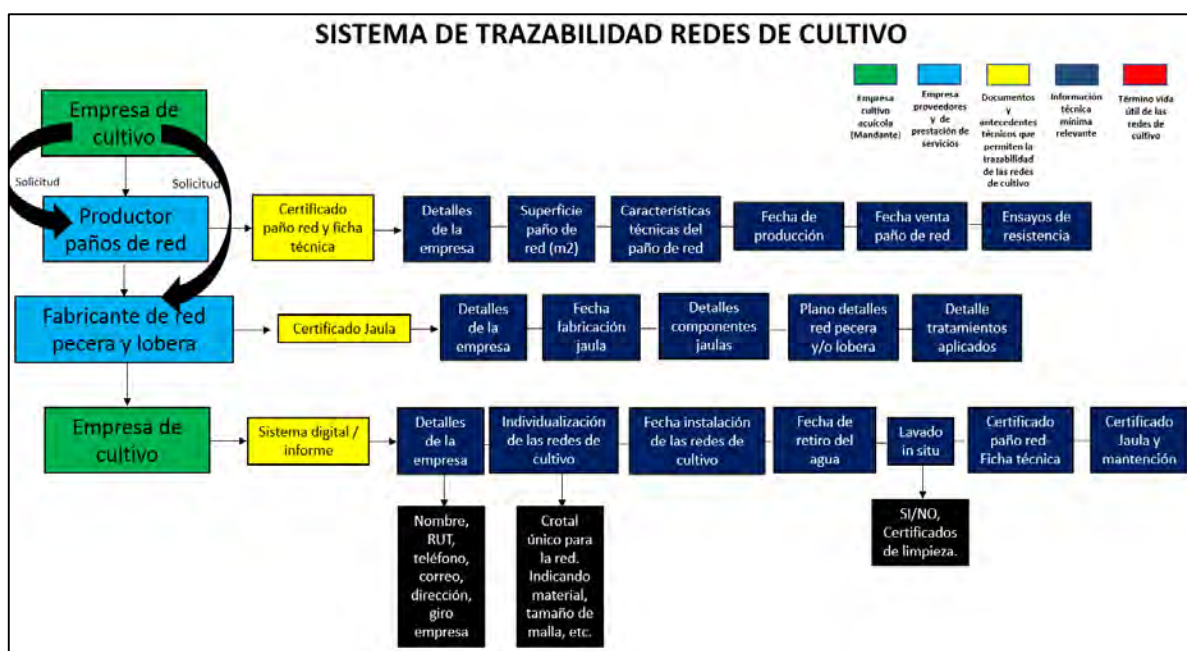 SISTEMA DE TRAZABILIDAD REDES DE CULTIVO
Empresa
cultivo
acuícola
(Mandante)
Empresa
proveedores
y de
prestación de
servicios
Documentos
y
antecedentes
técnicos que
permiten la
trazabilidad
de las redes
de cultivo
Información
técnica
mínima
relevante
Término vida
útil de las
redes de
cultivo
Empresa de
cultivo
Solicitud
Solicitud
Productor
paños de red
Certificado
paño red y ficha
técnica
Detalles
de la
empresa
Superficie
paño de
red (m2)
Características
técnicas del
paño de red
Fecha de
producción
Fecha venta
paño de red
Ensayos de
resistencia
Fabricante de red
pecera y lobera
Certificado Jaula
Detalles
de la
empresa
Fecha
fabricación
jaula
Detalles
componentes
jaulas
Plano detalles
red pecera
y/o lobera
Detalle
tratamientos
aplicados
Empresa de
cultivo
Sistema digital /
informe
Detalles
de la
empresa
Individualización
de las redes de
cultivo
Fecha instalación
de las redes de
cultivo
Fecha de
retiro del
agua
Lavado
in situ
Certificado
paño red-
Ficha técnica
Certificado
Jaula y
mantención
Nombre,
RUT,
teléfono,
correo,
dirección,
giro
empresa
Crotal
único para
la red.
Indicando
material,
tamaño de
malla, etc.
SI/NO,
Certificados
de limpieza.